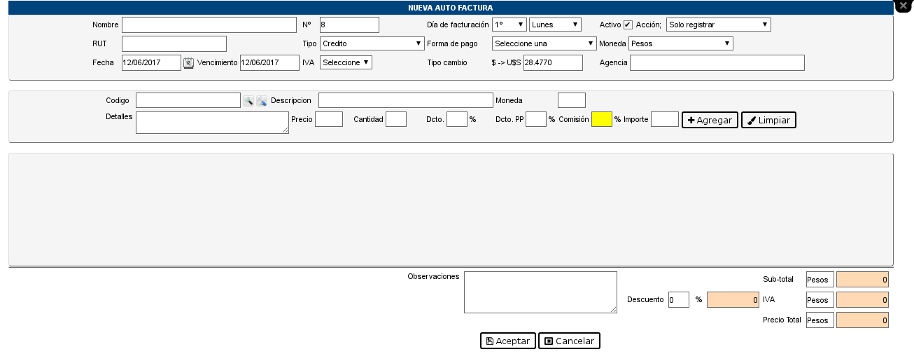 NUEVA AUTO FACTURA
Nombre Nº 8 Día de facturación 1º Lunes Activo Acción; Solo registrar
RUT Tipo Credito Forma de pago Seleccione una Moneda Pesos
Fecha 12/06/2017 Vencimiento 12/06/2017 IVA Seleccione Tipo cambio $ -> U$S 28.4770 Agencia
Codigo Descripcion Moneda
Detalles Precio Cantidad Dcto. % Dcto. PP % Comisión % Importe Agregar Limpiar
Observaciones Sub-total Pesos 0
Descuento 0 % 0 IVA Pesos 0
Precio Total Pesos 0
Aceptar Cancelar